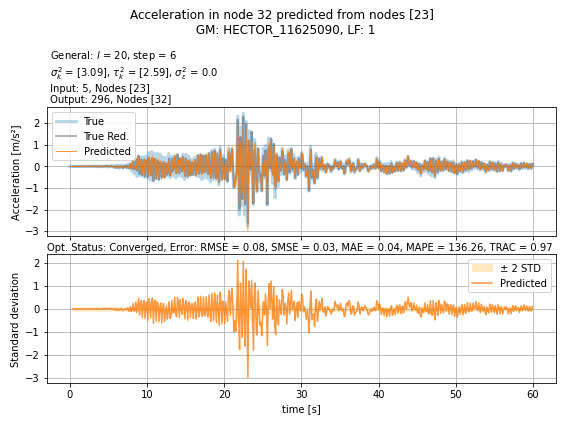 Acceleration in node 32 predicted from nodes [23]
GM: HECTOR_11625090, LF: 1
General: l = 20, step = 6
σ²ₖ = [3.09], τ²ₖ = [2.59], σ²ε = 0.0
Input: 5, Nodes [23]
Output: 296, Nodes [32]
True
True Red.
Predicted
Acceleration [m/s²]
2
1
0
−1
−2
−3
Opt. Status: Converged, Error: RMSE = 0.08, SMSE = 0.03, MAE = 0.04, MAPE = 136.26, TRAC = 0.97
± 2 STD
Predicted
Standard deviation
2
1
0
−1
−2
−3
0 10 20 30 40 50 60
time [s]